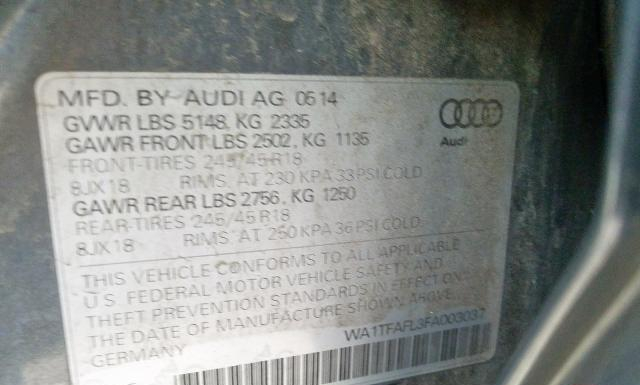 MFD. BY AUDI AG 0514
GVWR LBS 5148, KG 2335
GAWR FRONT LBS 2502, KG 1135
FRONT-TIRES 245/45R18
8JX18 RIMS, AT 230 KPA 33PSI COLD
GAWR REAR LBS 2756, KG 1250
REAR-TIRES 245/45R18
8JX18 RIMS, AT 250 KPA 36 PSI COLD
Audi
THIS VEHICLE CONFORMS TO ALL APPLICABLE
U.S. FEDERAL MOTOR VEHICLE SAFETY AND
THEFT PREVENTION STANDARDS IN EFFECT ON
THE DATE OF MANUFACTURE SHOWN ABOVE.
GERMANY
WA1TFAFL3FA003037